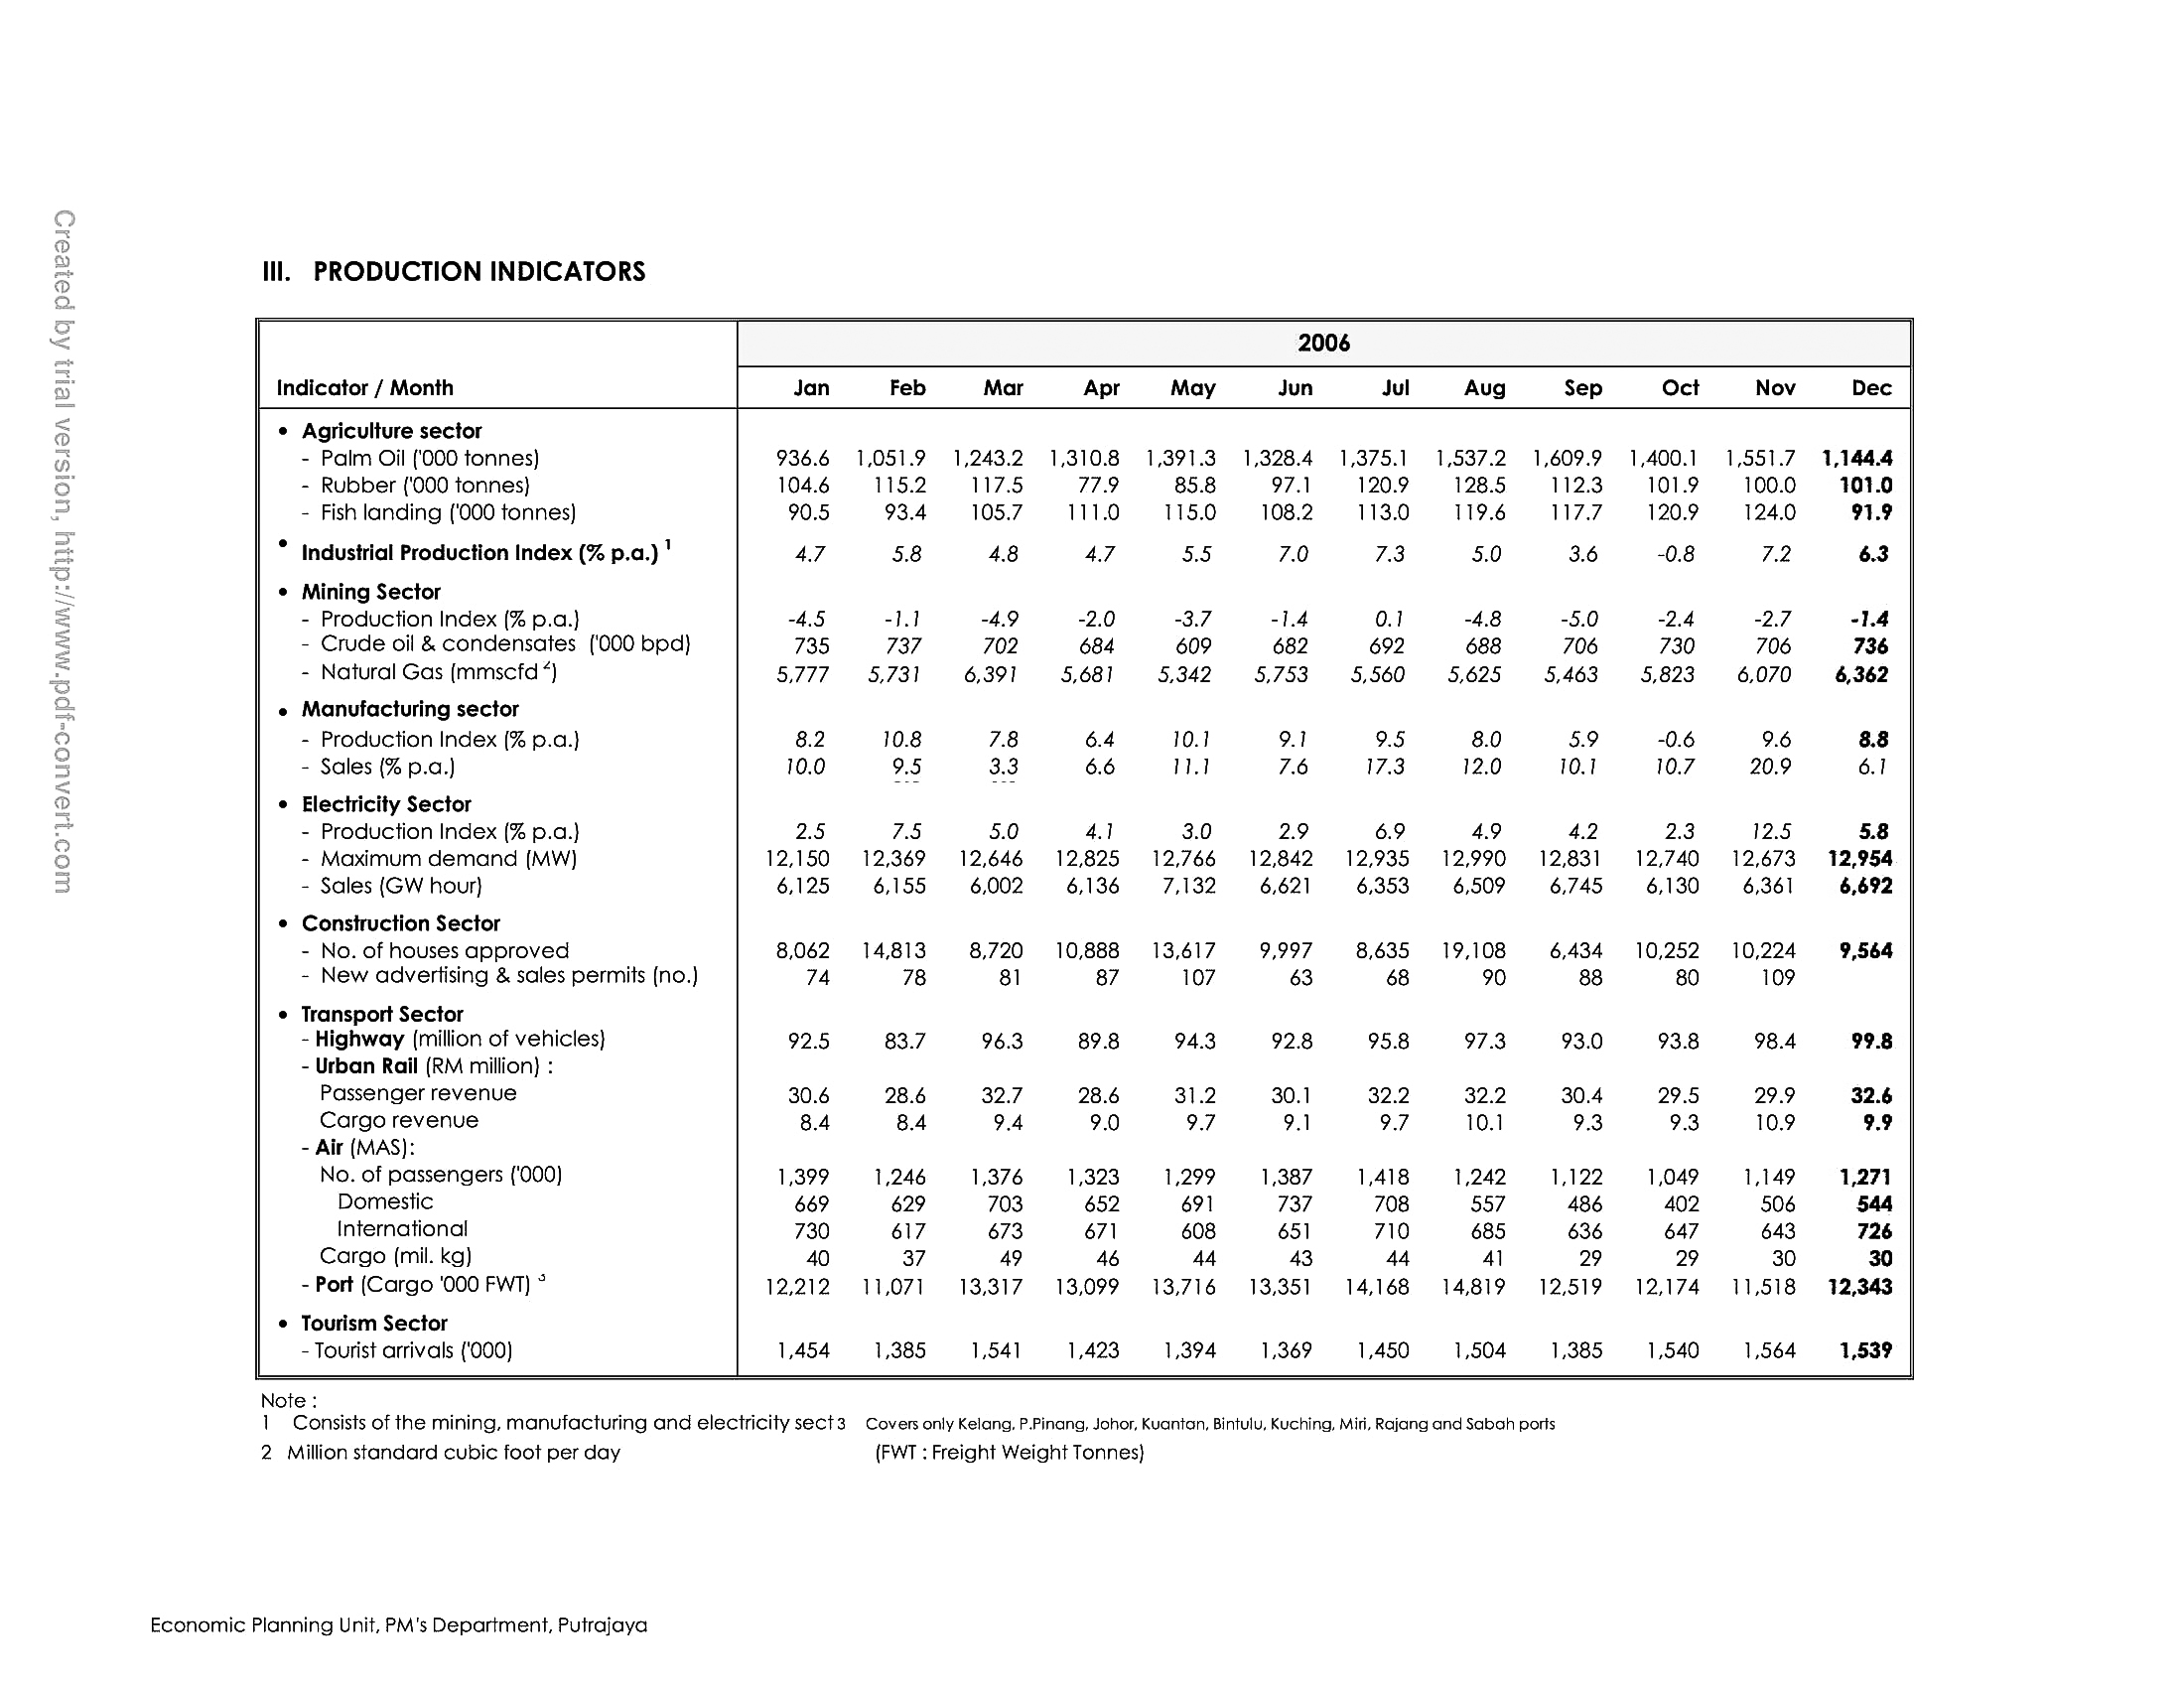 Created by trial version, http://www.pdf-convert.com
III. PRODUCTION INDICATORS
2006
Indicator / Month Jan Feb Mar Apr May Jun Jul Aug Sep Oct Nov Dec
• Agriculture sector
- Palm Oil ('000 tonnes) 936.6 1,051.9 1,243.2 1,310.8 1,391.3 1,328.4 1,375.1 1,537.2 1,609.9 1,400.1 1,551.7 1,144.4
- Rubber ('000 tonnes) 104.6 115.2 117.5 77.9 85.8 97.1 120.9 128.5 112.3 101.9 100.0 101.0
- Fish landing ('000 tonnes) 90.5 93.4 105.7 111.0 115.0 108.2 113.0 119.6 117.7 120.9 124.0 91.9
• Industrial Production Index (% p.a.) 1 4.7 5.8 4.8 4.7 5.5 7.0 7.3 5.0 3.6 -0.8 7.2 6.3
• Mining Sector
- Production Index (% p.a.) -4.5 -1.1 -4.9 -2.0 -3.7 -1.4 0.1 -4.8 -5.0 -2.4 -2.7 -1.4
- Crude oil & condensates ('000 bpd) 735 737 702 684 609 682 692 688 706 730 706 736
- Natural Gas (mmscfd 2) 5,777 5,731 6,391 5,681 5,342 5,753 5,560 5,625 5,463 5,823 6,070 6,362
• Manufacturing sector
- Production Index (% p.a.) 8.2 10.8 7.8 6.4 10.1 9.1 9.5 8.0 5.9 -0.6 9.6 8.8
- Sales (% p.a.) 10.0 9.5 3.3 6.6 11.1 7.6 17.3 12.0 10.1 10.7 20.9 6.1
• Electricity Sector
- Production Index (% p.a.) 2.5 7.5 5.0 4.1 3.0 2.9 6.9 4.9 4.2 2.3 12.5 5.8
- Maximum demand (MW) 12,150 12,369 12,646 12,825 12,766 12,842 12,935 12,990 12,831 12,740 12,673 12,954
- Sales (GW hour) 6,125 6,155 6,002 6,136 7,132 6,621 6,353 6,509 6,745 6,130 6,361 6,692
• Construction Sector
- No. of houses approved 8,062 14,813 8,720 10,888 13,617 9,997 8,635 19,108 6,434 10,252 10,224 9,564
- New advertising & sales permits (no.) 74 78 81 87 107 63 68 90 88 80 109
• Transport Sector
- Highway (million of vehicles) 92.5 83.7 96.3 89.8 94.3 92.8 95.8 97.3 93.0 93.8 98.4 99.8
- Urban Rail (RM million) :
Passenger revenue 30.6 28.6 32.7 28.6 31.2 30.1 32.2 32.2 30.4 29.5 29.9 32.6
Cargo revenue 8.4 8.4 9.4 9.0 9.7 9.1 9.7 10.1 9.3 9.3 10.9 9.9
- Air (MAS):
No. of passengers ('000) 1,399 1,246 1,376 1,323 1,299 1,387 1,418 1,242 1,122 1,049 1,149 1,271
Domestic 669 629 703 652 691 737 708 557 486 402 506 544
International 730 617 673 671 608 651 710 685 636 647 643 726
Cargo (mil. kg) 40 37 49 46 44 43 44 41 29 29 30 30
- Port (Cargo '000 FWT) 3 12,212 11,071 13,317 13,099 13,716 13,351 14,168 14,819 12,519 12,174 11,518 12,343
• Tourism Sector
- Tourist arrivals ('000) 1,454 1,385 1,541 1,423 1,394 1,369 1,450 1,504 1,385 1,540 1,564 1,539
Note :
1 Consists of the mining, manufacturing and electricity sect 3 Covers only Kelang, P.Pinang, Johor, Kuantan, Bintulu, Kuching, Miri, Rajang and Sabah ports
2 Million standard cubic foot per day (FWT : Freight Weight Tonnes)
Economic Planning Unit, PM's Department, Putrajaya